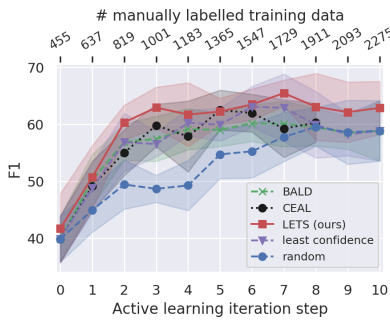 # manually labelled training data
455 637 819 1001 1183 1365 1547 1729 1911 2093 2275
70
60
50
40
F1
BALD
CEAL
LETS (ours)
least confidence
random
0 1 2 3 4 5 6 7 8 9 10
Active learning iteration step